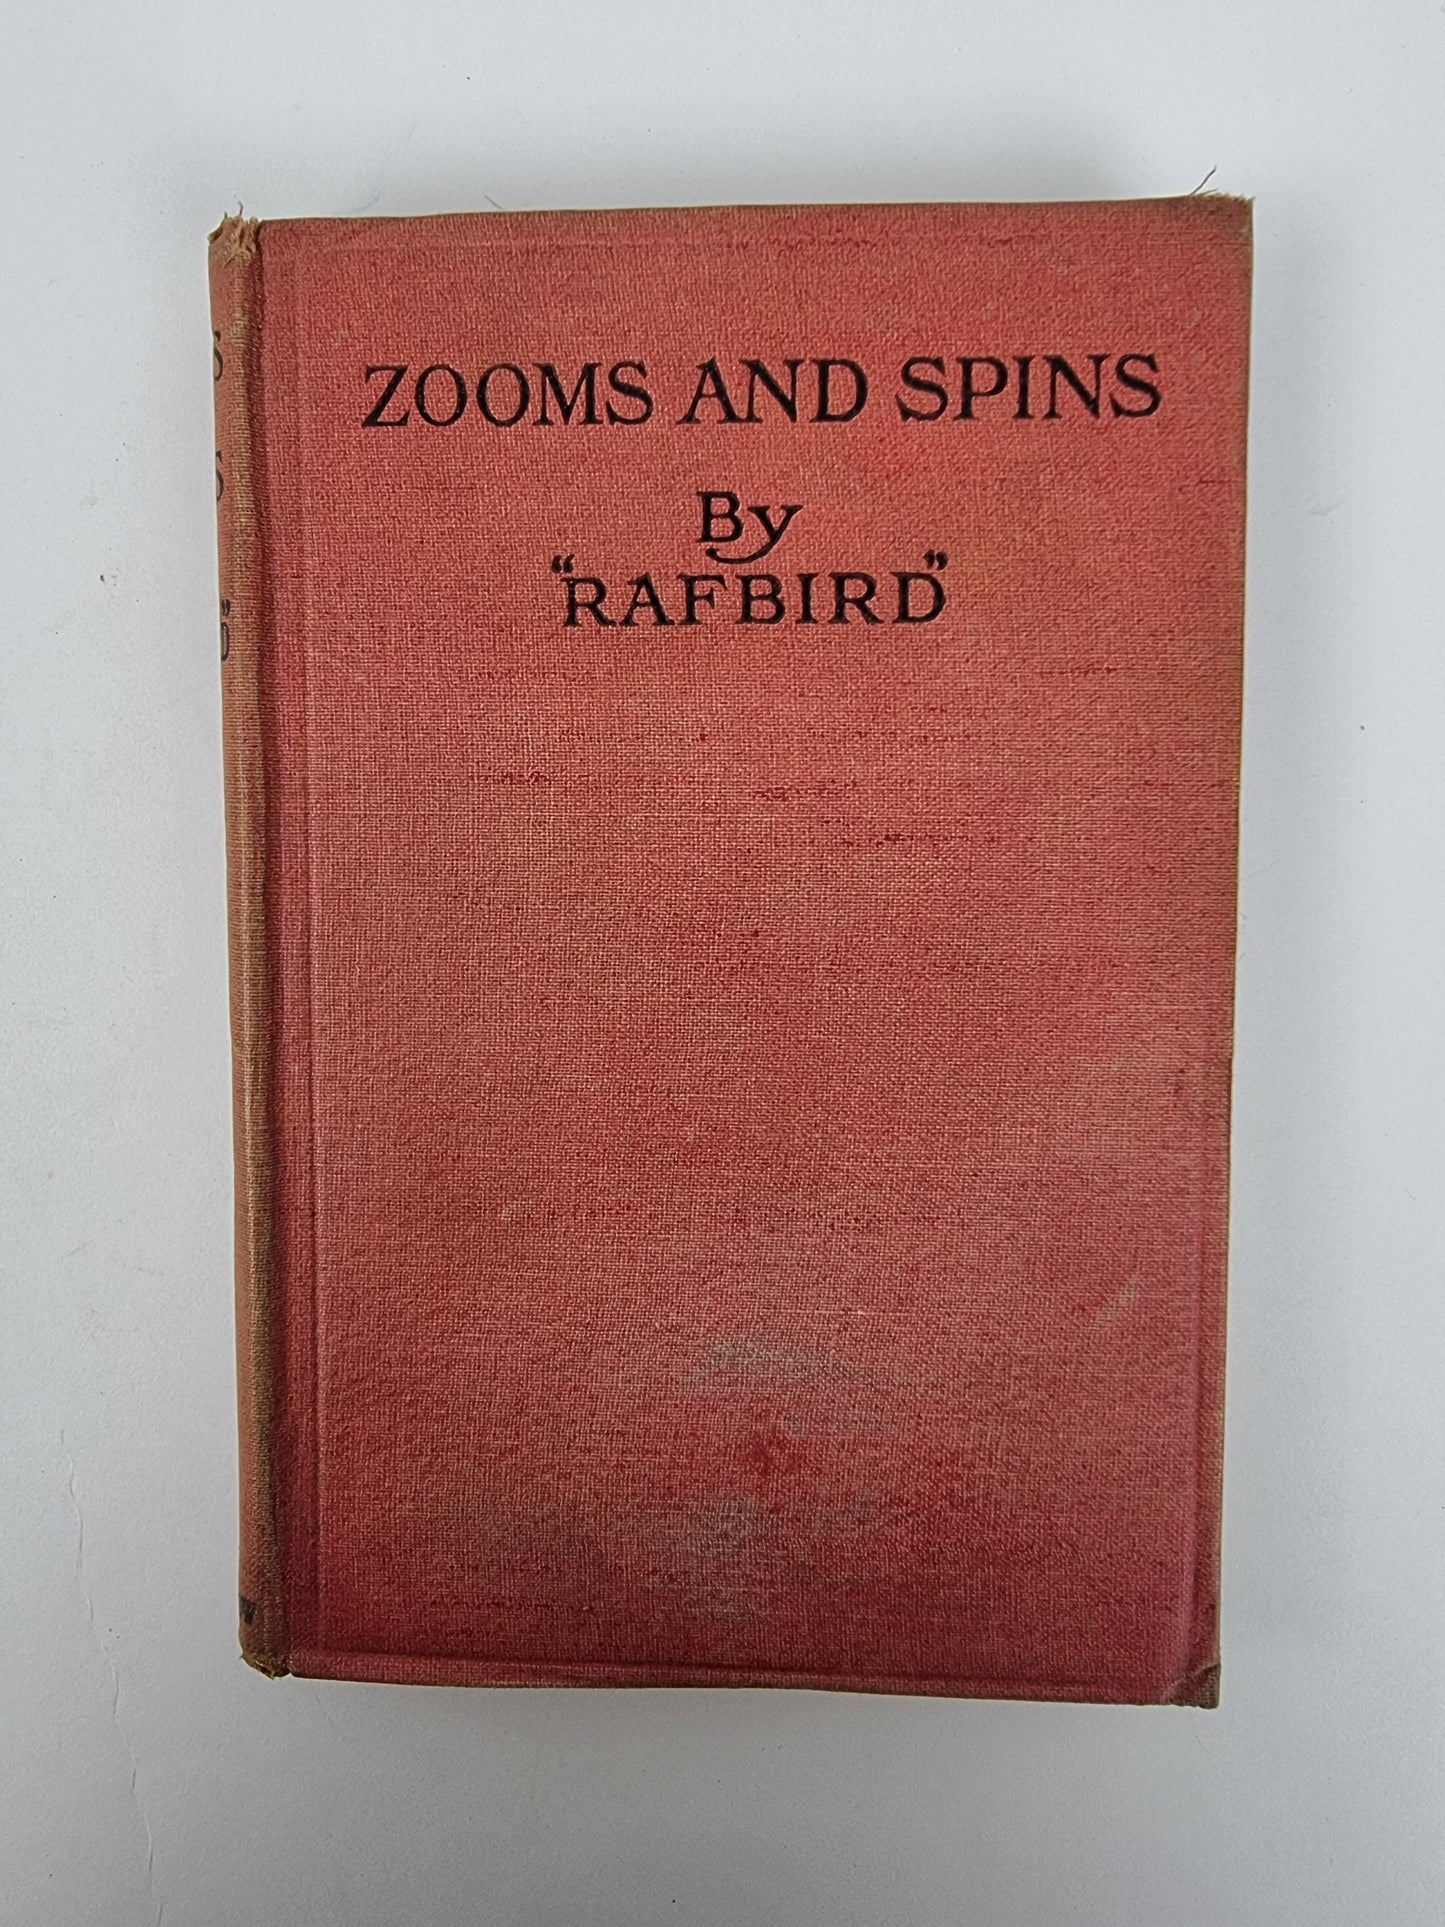 ZOOMS AND SPINS
By
"RAFBIRD"